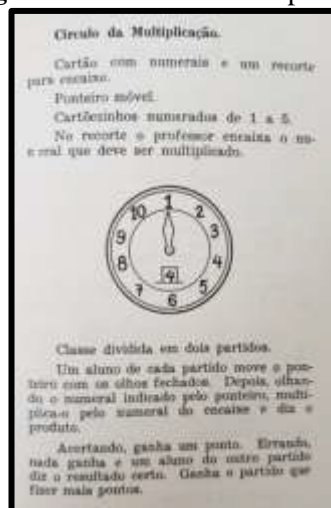 Círculo da Multiplicação.
Cartão com numerais e um recorte
para encaixe.
Ponteiro móvel.
Cartõezinhos numerados de 1 a 5.
No recorte o professor encaixa o nu-
meral que deve ser multiplicado.
1
10 2
9 3
8 4
4
7 5
6
Classe dividida em dois partidos.
Um aluno de cada partido move o pon-
teiro com os olhos fechados. Depois, olhan-
do o numeral indicado pelo ponteiro, multi-
plica-o pelo numeral do encaixe e diz o
produto.
Acertando, ganha um ponto. Errando,
nada ganha e um aluno do outro partido
diz o resultado certo. Ganha o partido que
fizer mais pontos.